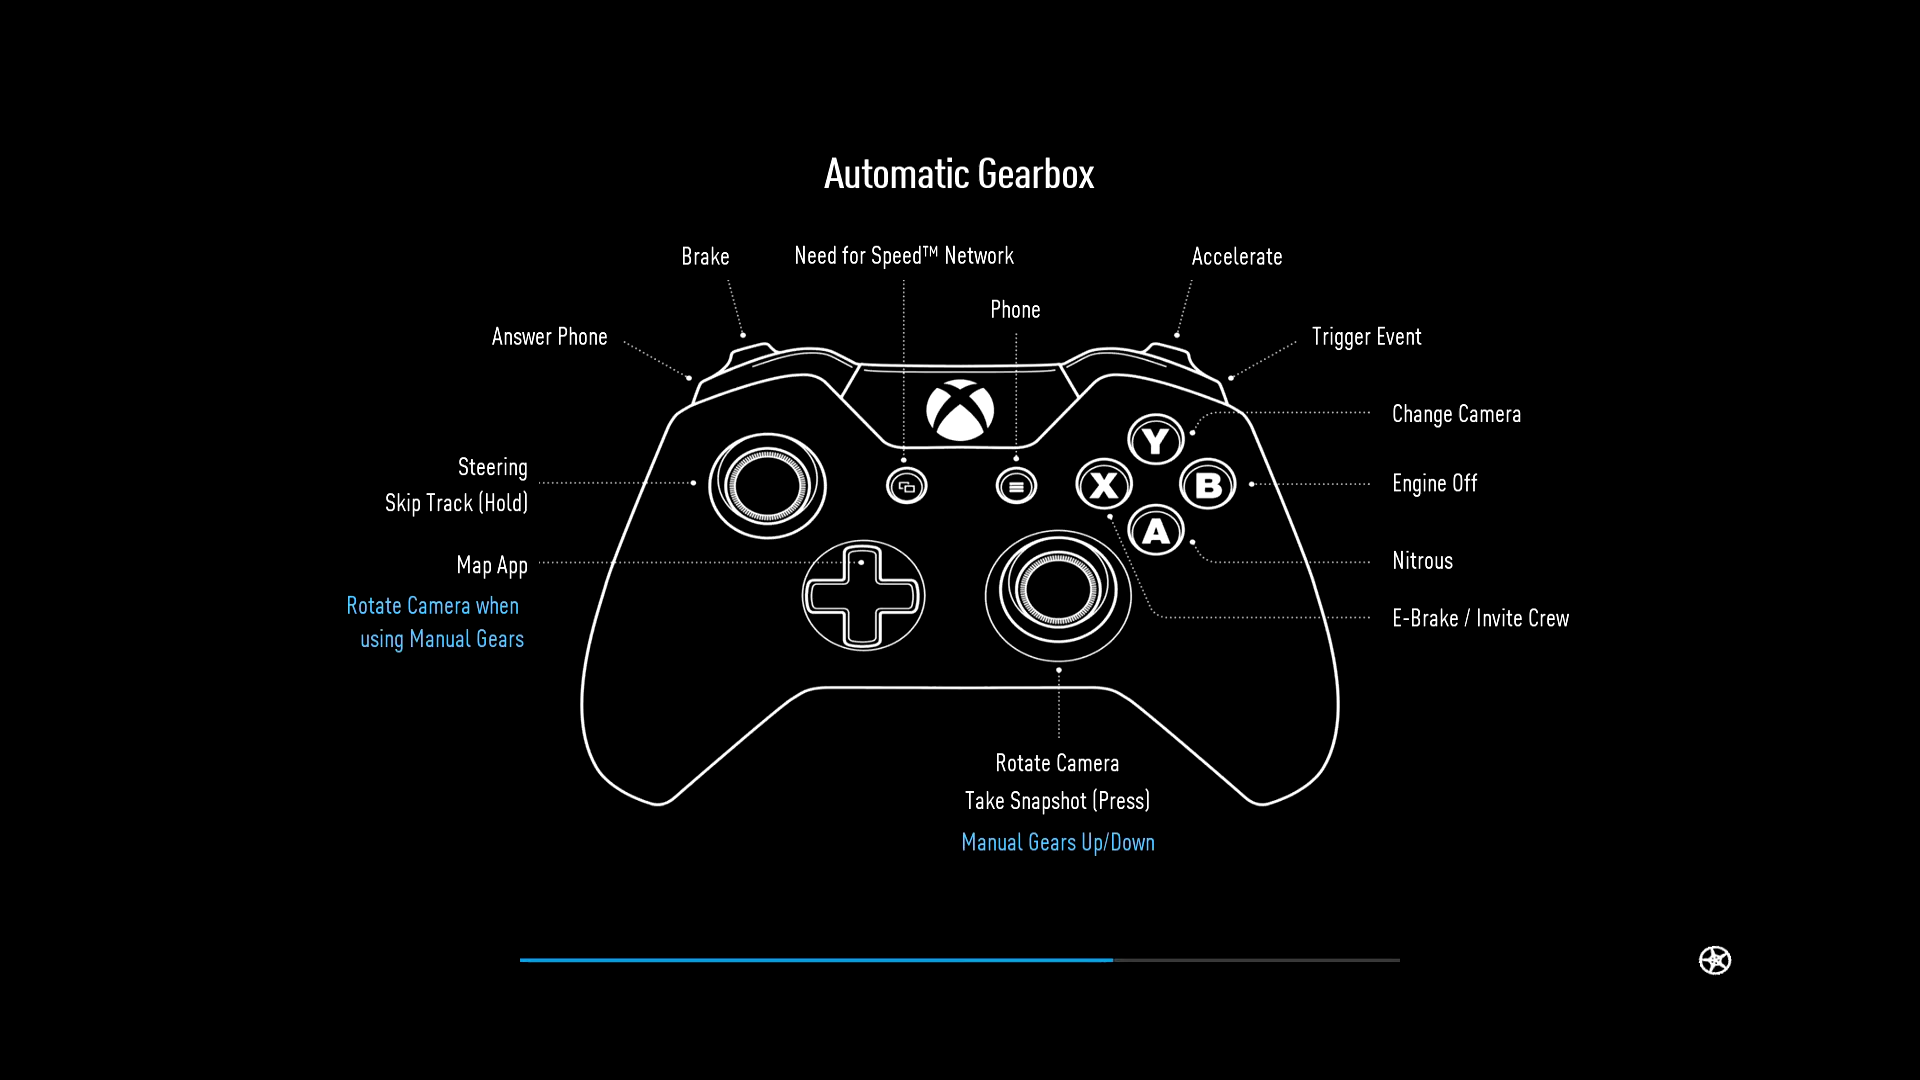 Automatic Gearbox
Brake
Need for Speed™ Network
Accelerate
Phone
Answer Phone
Trigger Event
Change Camera
Y
Steering
Skip Track (Hold)
X
B
Engine Off
A
Map App
Nitrous
Rotate Camera when
using Manual Gears
E-Brake / Invite Crew
Rotate Camera
Take Snapshot (Press)
Manual Gears Up/Down